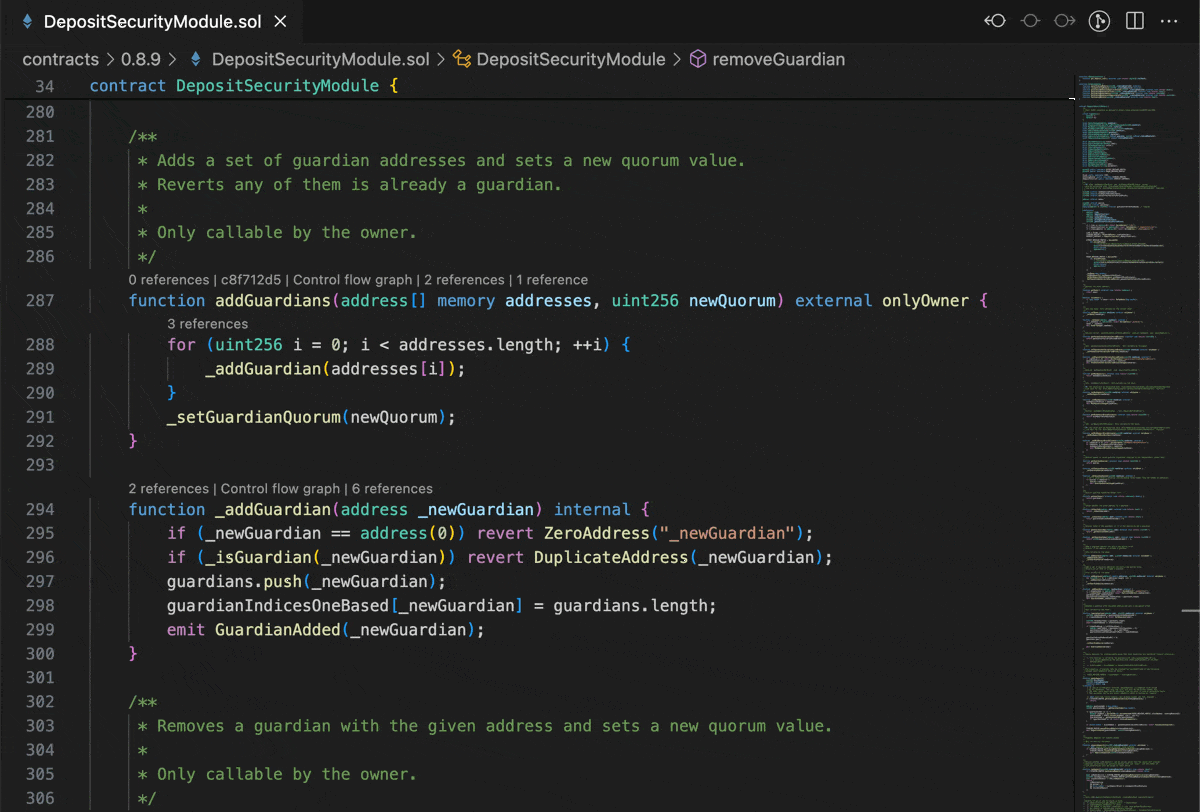 DepositSecurityModule.sol
contracts > 0.8.9 > DepositSecurityModule.sol > DepositSecurityModule > removeGuardian
34 contract DepositSecurityModule {
280
281 /**
282 * Adds a set of guardian addresses and sets a new quorum value.
283 * Reverts any of them is already a guardian.
284 *
285 * Only callable by the owner.
286 */
0 references | c8f712d5 | Control flow graph | 2 references | 1 reference
287 function addGuardians(address[] memory addresses, uint256 newQuorum) external onlyOwner {
3 references
288 for (uint256 i = 0; i < addresses.length; ++i) {
289 _addGuardian(addresses[i]);
290 }
291 _setGuardianQuorum(newQuorum);
292 }
293
2 references | Control flow graph | 6 references
294 function _addGuardian(address _newGuardian) internal {
295 if (_newGuardian == address(0)) revert ZeroAddress("_newGuardian");
296 if (_isGuardian(_newGuardian)) revert DuplicateAddress(_newGuardian);
297 guardians.push(_newGuardian);
298 guardianIndicesOneBased[_newGuardian] = guardians.length;
299 emit GuardianAdded(_newGuardian);
300 }
301
302 /**
303 * Removes a guardian with the given address and sets a new quorum value.
304 *
305 * Only callable by the owner.
306 */